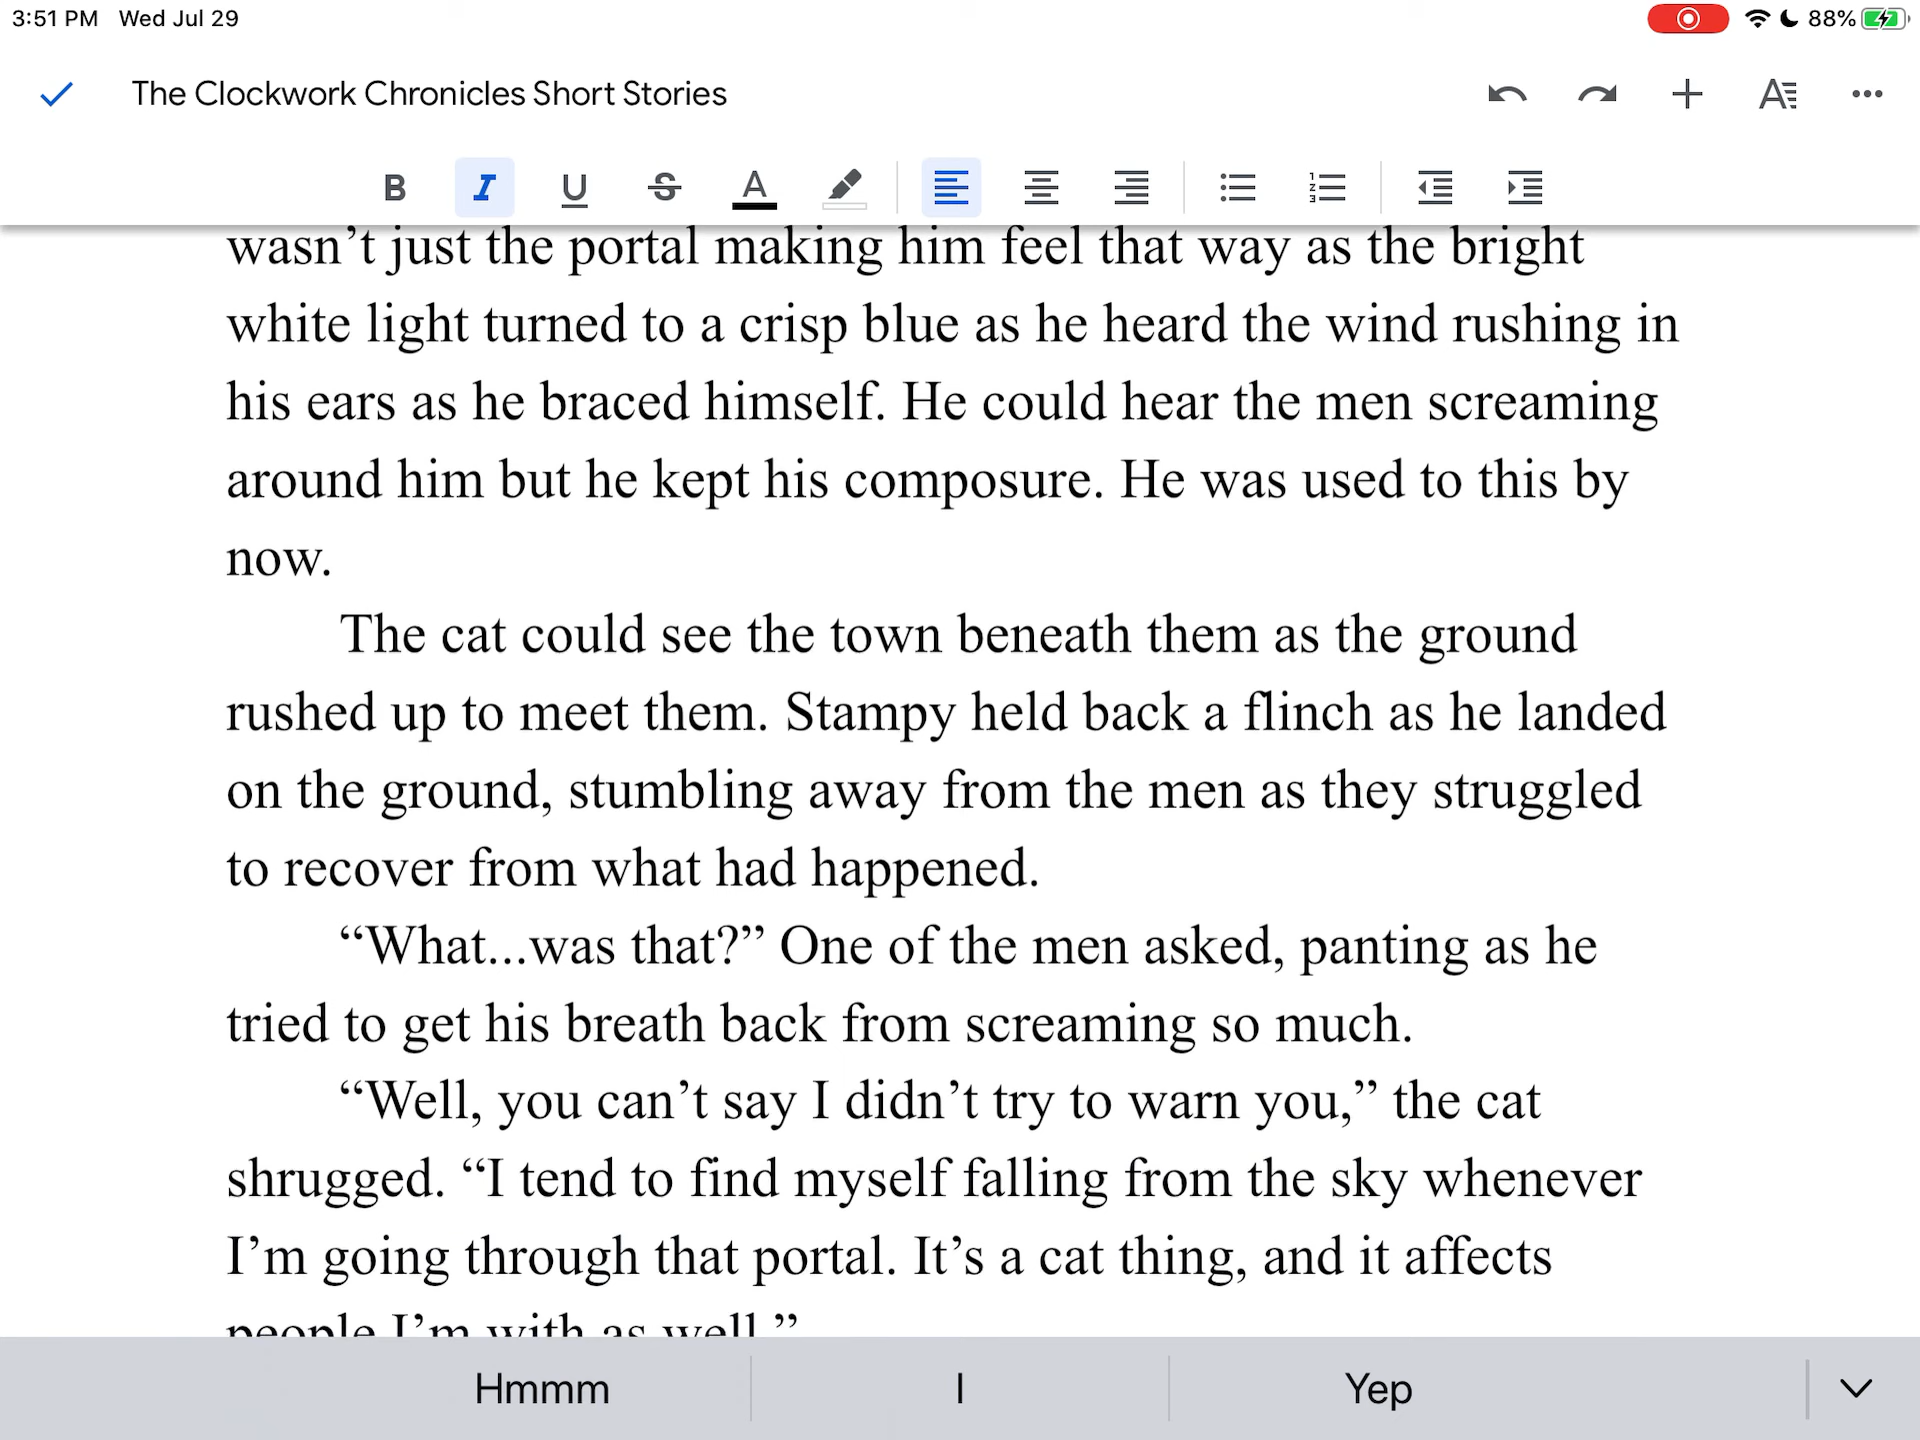 3:51 PM Wed Jul 29 88%
The Clockwork Chronicles Short Stories
B I U S A
wasn’t just the portal making him feel that way as the bright
white light turned to a crisp blue as he heard the wind rushing in
his ears as he braced himself. He could hear the men screaming
around him but he kept his composure. He was used to this by
now.
The cat could see the town beneath them as the ground
rushed up to meet them. Stampy held back a flinch as he landed
on the ground, stumbling away from the men as they struggled
to recover from what had happened.
“What...was that?” One of the men asked, panting as he
tried to get his breath back from screaming so much.
“Well, you can’t say I didn’t try to warn you,” the cat
shrugged. “I tend to find myself falling from the sky whenever
I’m going through that portal. It’s a cat thing, and it affects
people I’m with as well.”
Hmmm I Yep